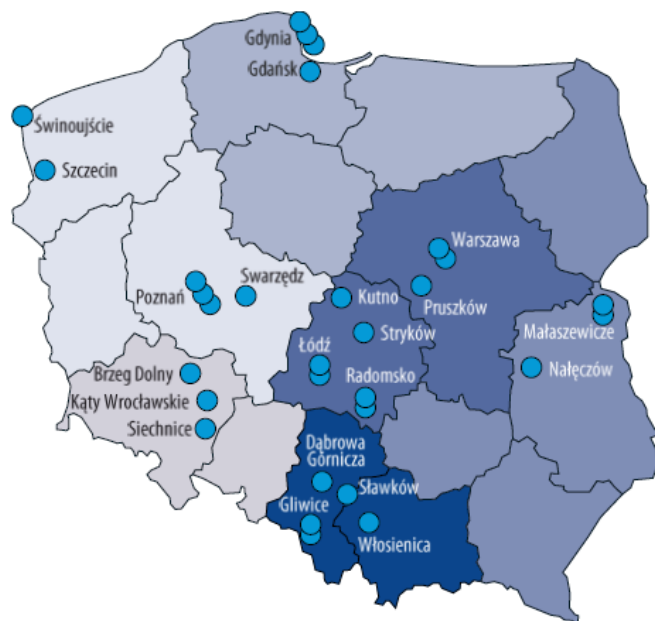 Gdynia
Gdańsk
Świnoujście
Szczecin
Warszawa
Swarzędz
Poznań
Kutno
Pruszków
Małaszewicze
Stryków
Łódź
Nałęczów
Brzeg Dolny
Radomsko
Kąty Wrocławskie
Siechnice
Dąbrowa
Górnicza
Sławków
Gliwice
Włosienica